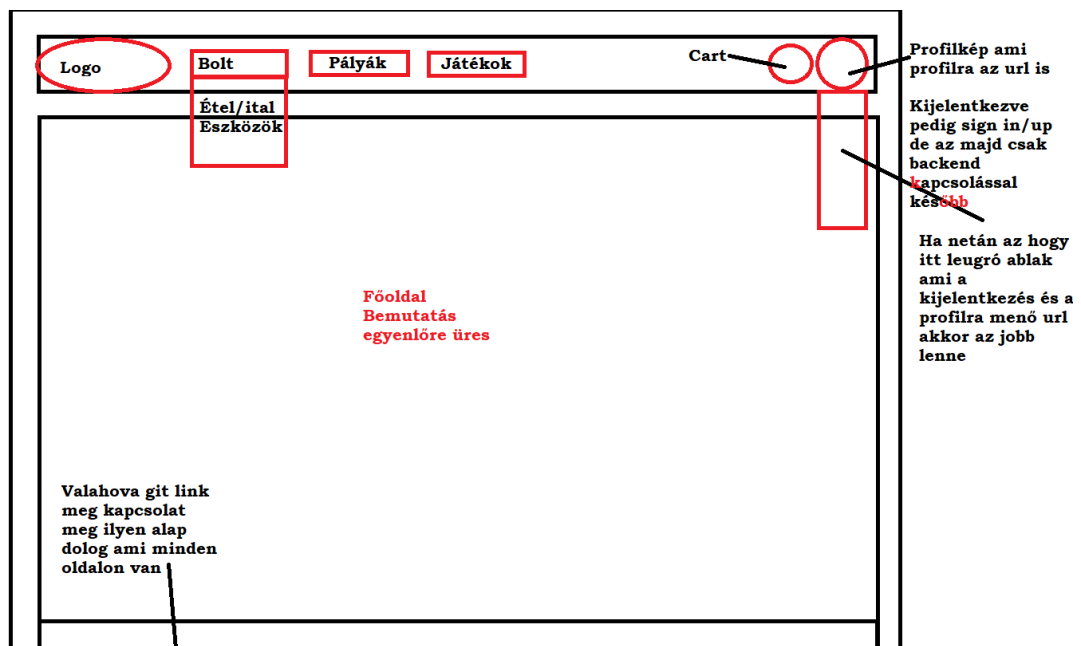 Logo
Bolt
Pályák
Játékok
Cart
Profilkép ami
profilra az url is
Étel/ital
Eszközök
Kijelentkezve
pedig sign in/up
de az majd csak
backend
kapcsolással
később
Ha netán az hogy
itt leugró ablak
ami a
kijelentkezés és a
profilra menő url
akkor az jobb
lenne
Főoldal
Bemutatás
egyenlőre üres
Valahova git link
meg kapcsolat
meg ilyen alap
dolog ami minden
oldalon van